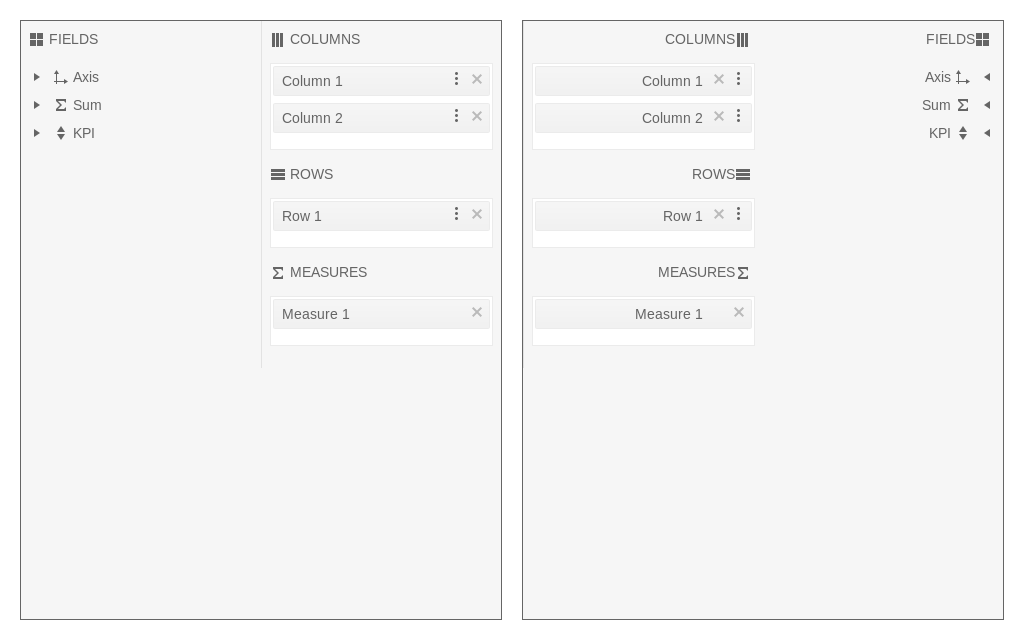 FIELDS
Axis
Sum
KPI
COLUMNS
Column 1
Column 2
ROWS
Row 1
MEASURES
Measure 1
COLUMNS
Column 1
Column 2
ROWS
Row 1
MEASURES
Measure 1
FIELDS
Axis
Sum
KPI